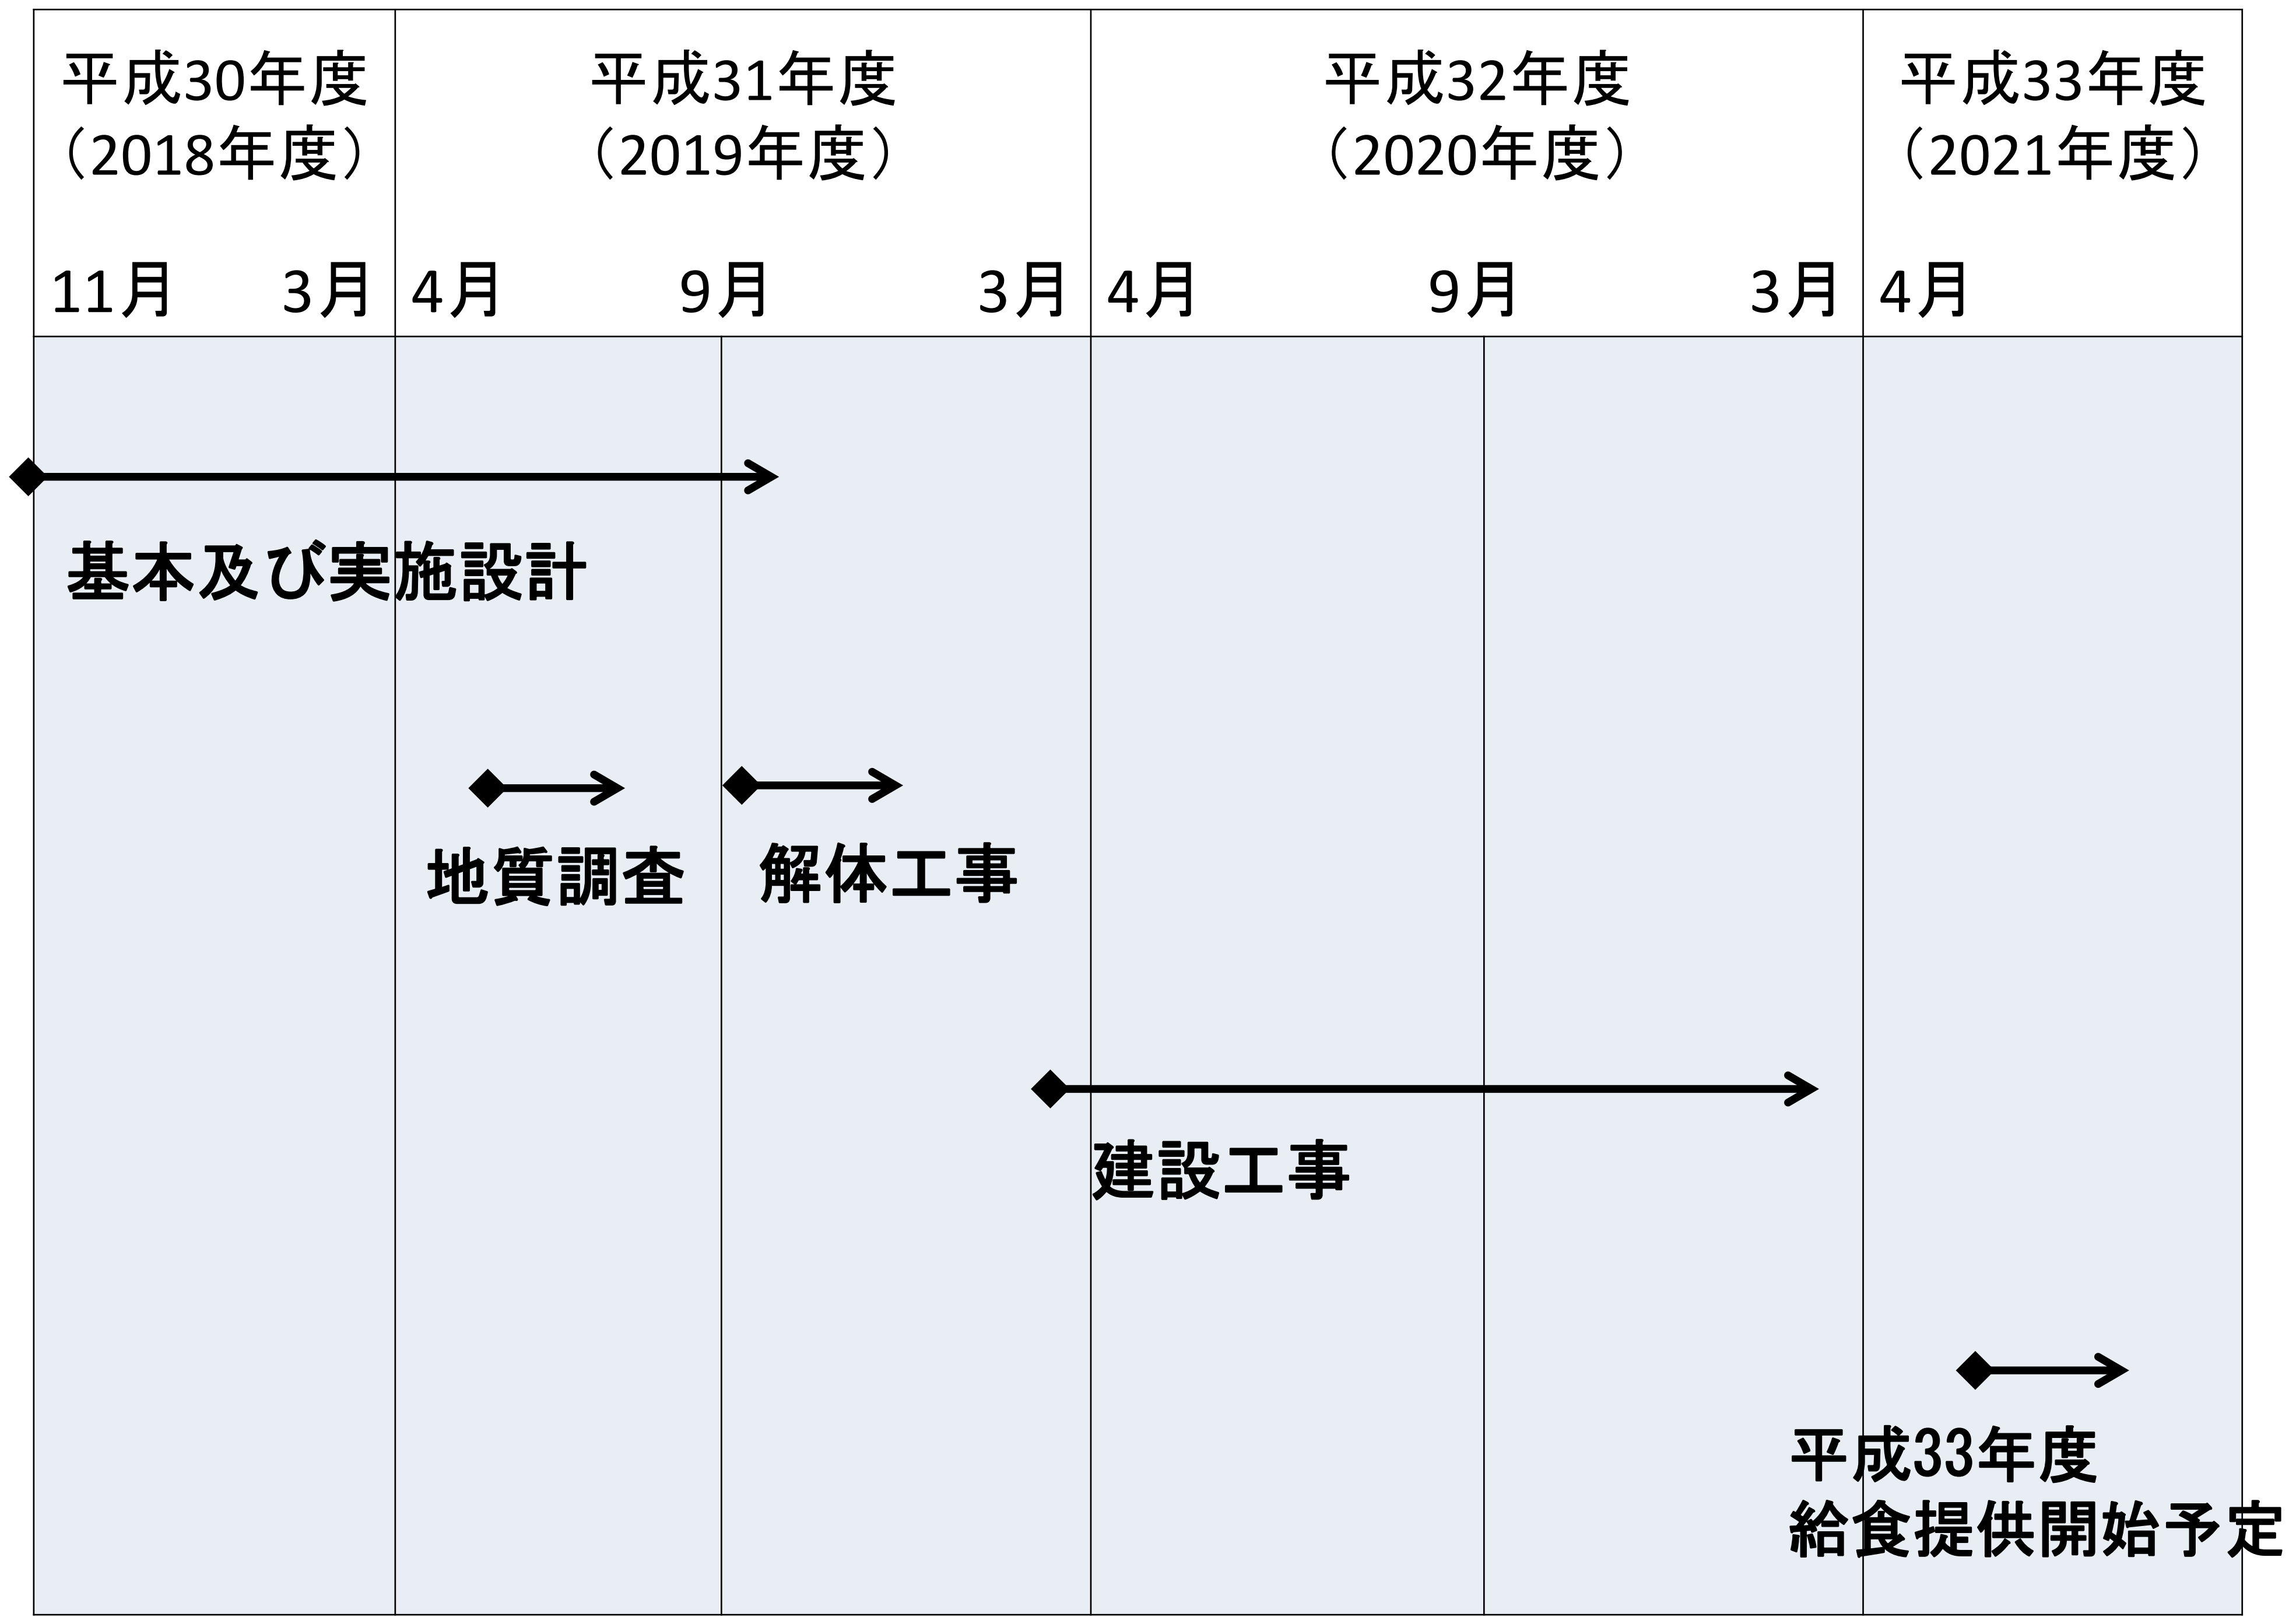 平成30年度
（2018年度）
平成31年度
（2019年度）
平成32年度
（2020年度）
平成33年度
（2021年度）
11月 3月 4月 9月 3月 4月 9月 3月 4月
基本及び実施設計
地質調査 解体工事
建設工事
平成33年度
給食提供開始予定